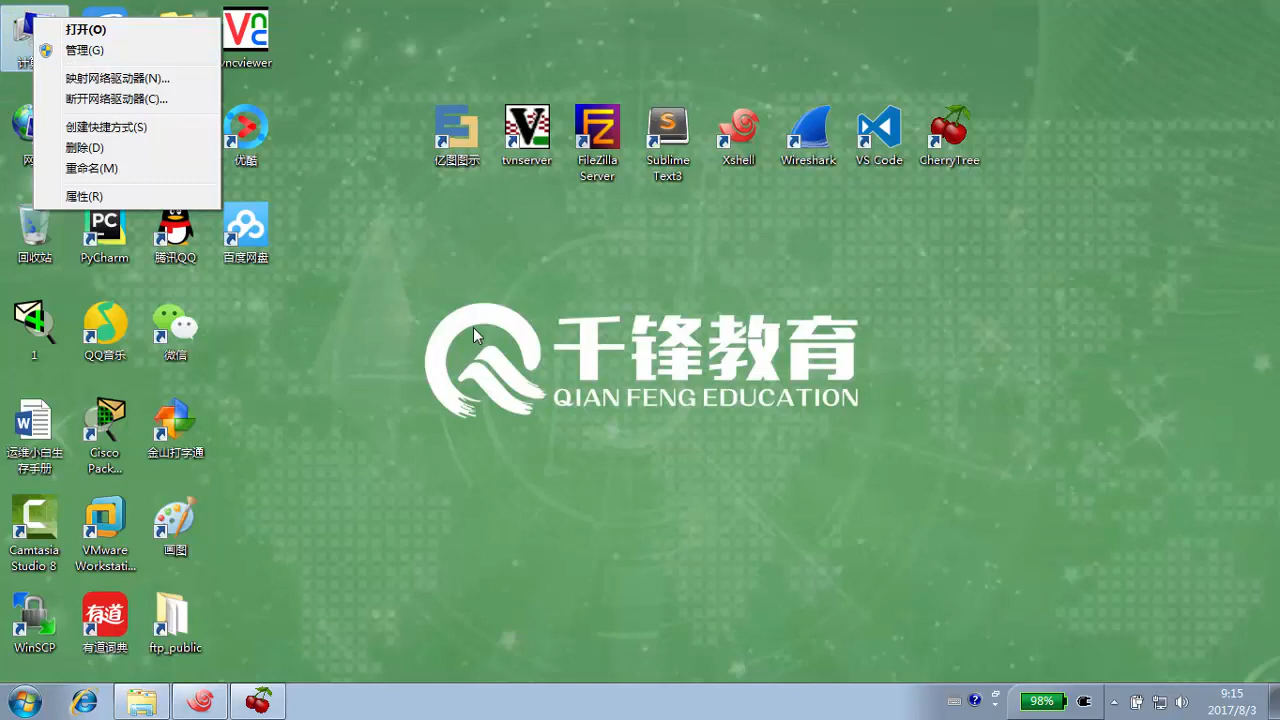 打开(O)
管理(G)
映射网络驱动器(N)...
断开网络驱动器(C)...
创建快捷方式(S)
删除(D)
重命名(M)
属性(R)
vncviewer
优酷
亿图图示
tvnserver
FileZilla
Server
Sublime
Text3
Xshell
Wireshark
VS Code
CherryTree
回收站
PyCharm
腾讯QQ
百度网盘
1
QQ音乐
微信
千锋教育
QIAN FENG EDUCATION
运维小白生
存手册
Cisco
Pack...
金山打字通
Camtasia
Studio 8
VMware
Workstati...
画图
WinSCP
有道
有道词典
ftp_public
98%
9:15
2017/8/3